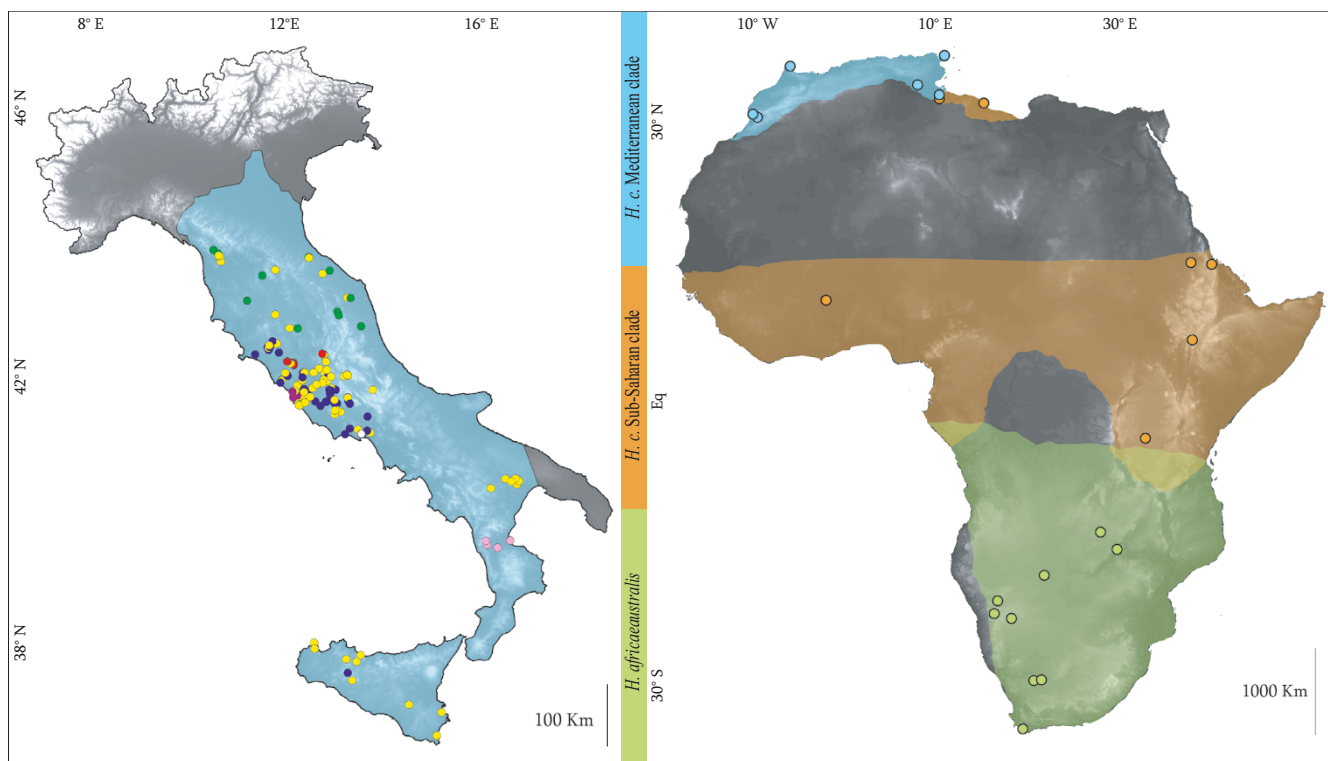 8° E
12°E
16° E
46° N
42° N
38° N
100 Km
H. c. Mediterranean clade
H. c. Sub-Saharan clade
H. africaeaustralis
10° W
10° E
30° E
30° N
Eq
30° S
1000 Km